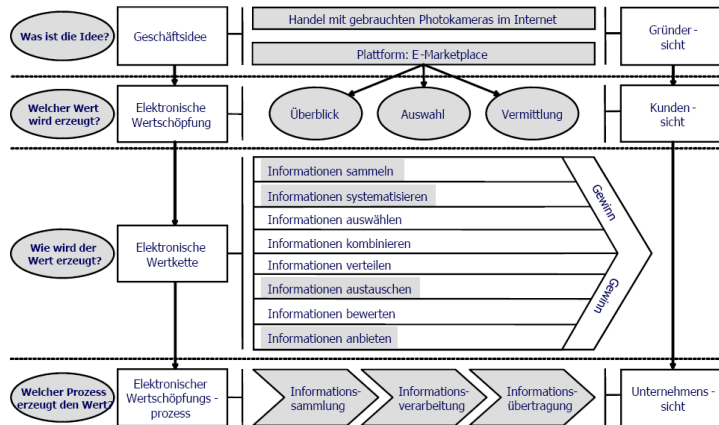 Was ist die Idee?
Geschäftsidee
Handel mit gebrauchten Photokameras im Internet
Plattform: E-Marketplace
Gründer -
sicht
Welcher Wert
wird erzeugt?
Elektronische
Wertschöpfung
Überblick
Auswahl
Vermittlung
Kunden -
sicht
Wie wird der
Wert erzeugt?
Elektronische
Wertkette
Informationen sammeln
Informationen systematisieren
Informationen auswählen
Informationen kombinieren
Informationen verteilen
Informationen austauschen
Informationen bewerten
Informationen anbieten
Gewinn
Gewinn
Welcher Prozess
erzeugt den Wert?
Elektronischer
Wertschöpfungs -
prozess
Informations-
sammlung
Informations-
verarbeitung
Informations-
übertragung
Unternehmens -
sicht